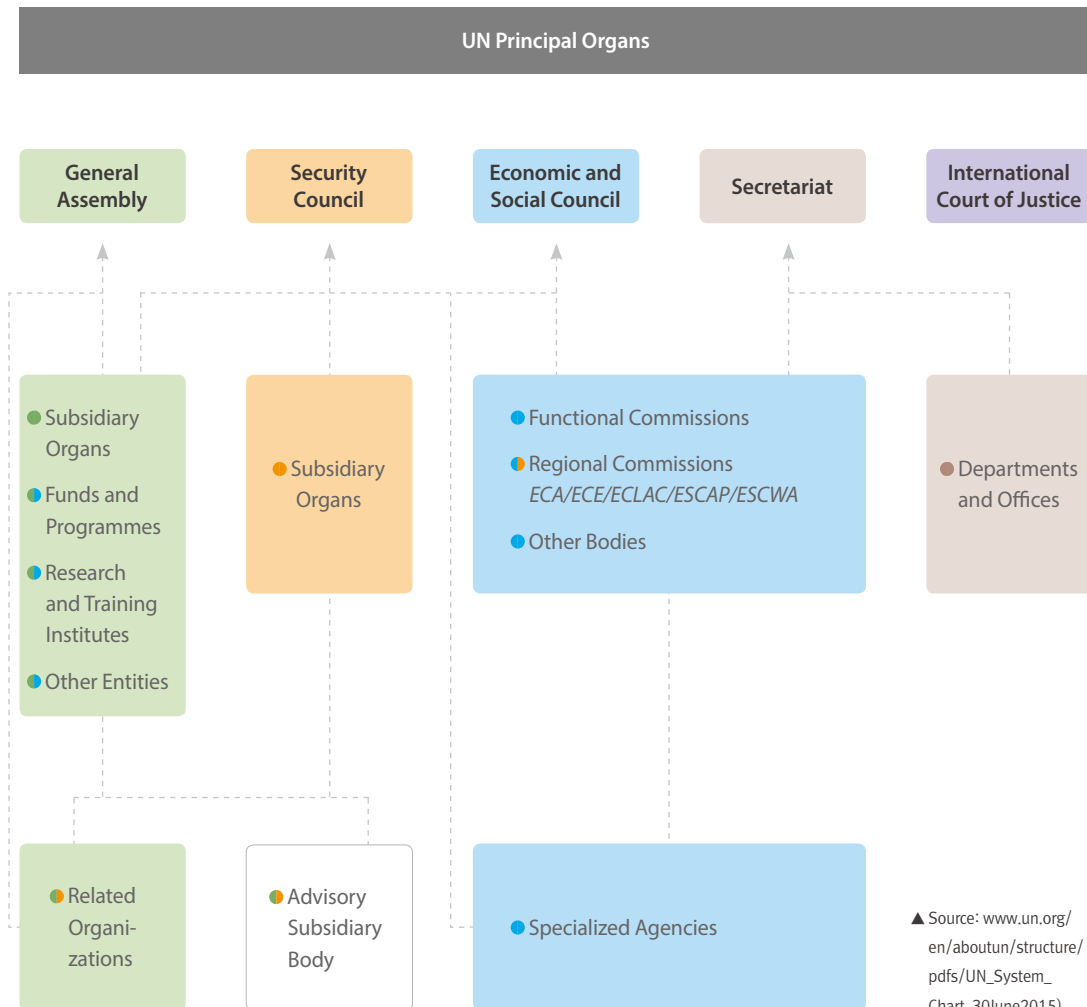 UN Principal Organs
General
Assembly
Security
Council
Economic and
Social Council
Secretariat
International
Court of Justice
Subsidiary
Organs
Funds and
Programmes
Research
and Training
Institutes
Other Entities
Subsidiary
Organs
Functional Commissions
Regional Commissions
ECA/ECE/ECLAC/ESCAP/ESCWA
Other Bodies
Departments
and Offices
Related
Organi-
zations
Advisory
Subsidiary
Body
Specialized Agencies
▲ Source: www.un.org/
en/aboutun/structure/
pdfs/UN_System_
Chart_30June2015)